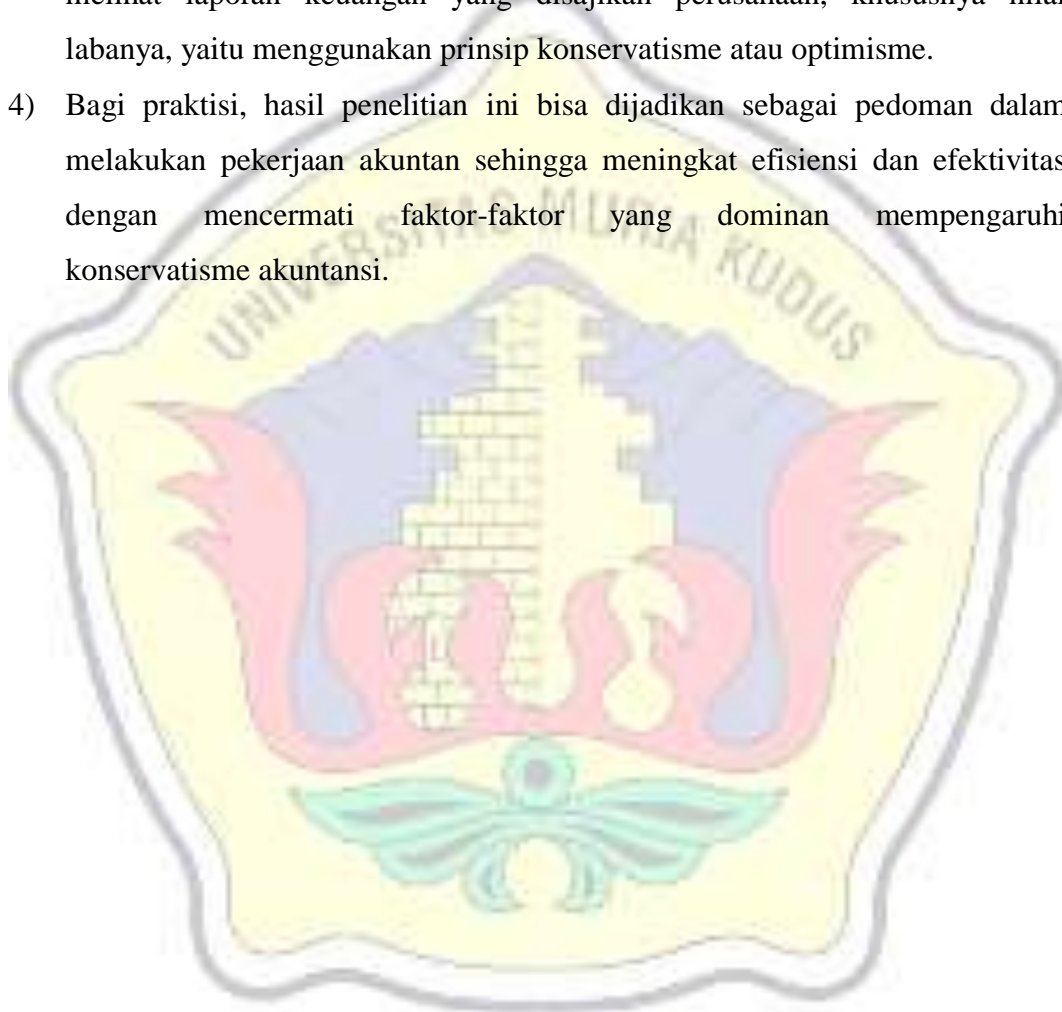 melihat laporan keuangan yang disajikan perusahaan, khususnya nilai
labanya, yaitu menggunakan prinsip konservatisme atau optimisme.
4) Bagi praktisi, hasil penelitian ini bisa dijadikan sebagai pedoman dalam
melakukan pekerjaan akuntan sehingga meningkat efisiensi dan efektivitas
dengan mencermati faktor-faktor yang dominan mempengaruhi
konservatisme akuntansi.
UNIVERSITAS MURIA KUDUS